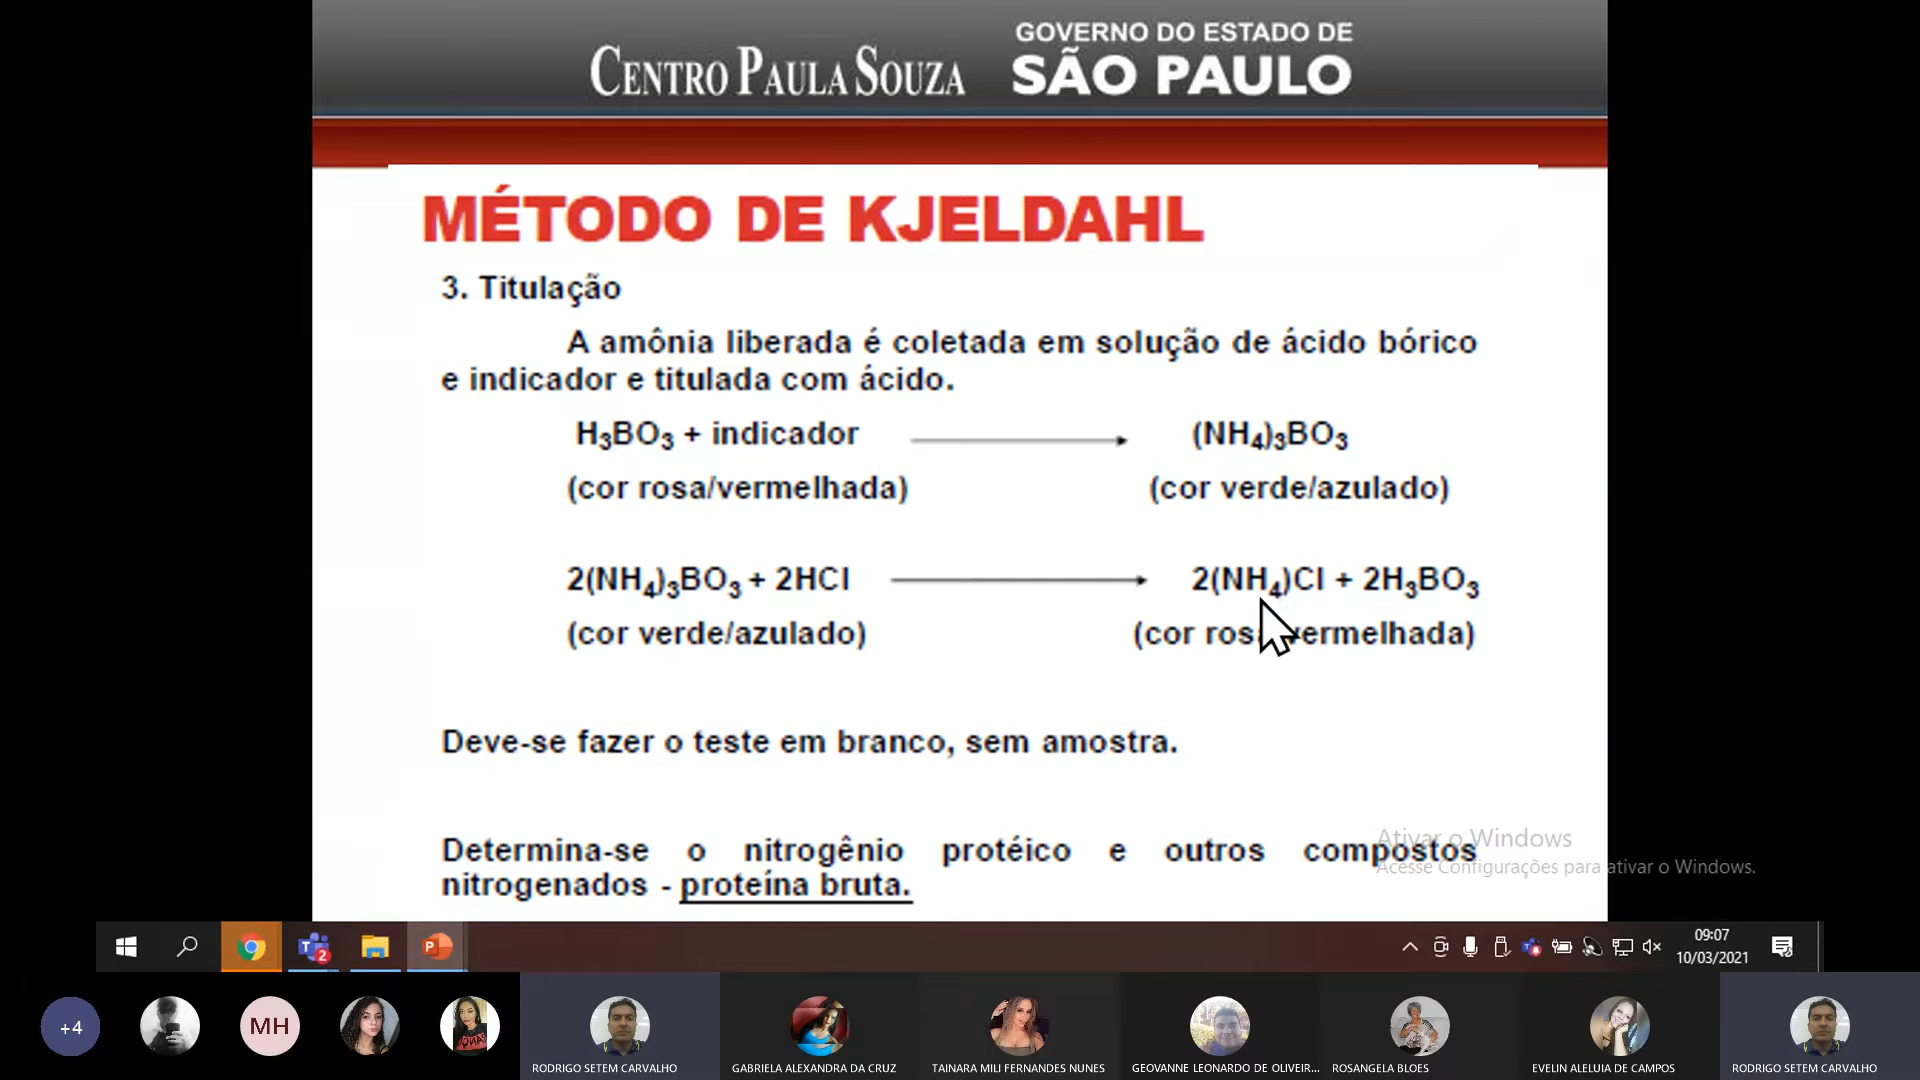 CENTRO PAULA SOUZA
GOVERNO DO ESTADO DE
SÃO PAULO
MÉTODO DE KJELDAHL
3. Titulação
A amônia liberada é coletada em solução de ácido bórico
e indicador e titulada com ácido.
H₃BO₃ + indicador (NH₄)₃BO₃
(cor rosa/vermelhada) (cor verde/azulado)
2(NH₄)₃BO₃ + 2HCl 2(NH₄)Cl + 2H₃BO₃
(cor verde/azulado) (cor rosa/vermelhada)
Deve-se fazer o teste em branco, sem amostra.
Determina-se o nitrogênio protéico e outros compostos
nitrogenados - proteína bruta.
Ativar o Windows
Acesse Configurações para ativar o Windows.
2
09:07
10/03/2021
+4
MH
RODRIGO SETEM CARVALHO
GABRIELA ALEXANDRA DA CRUZ
TAINARA MILI FERNANDES NUNES
GEOVANNE LEONARDO DE OLIVEIR...
ROSANGELA BLOES
EVELIN ALELUIA DE CAMPOS
RODRIGO SETEM CARVALHO